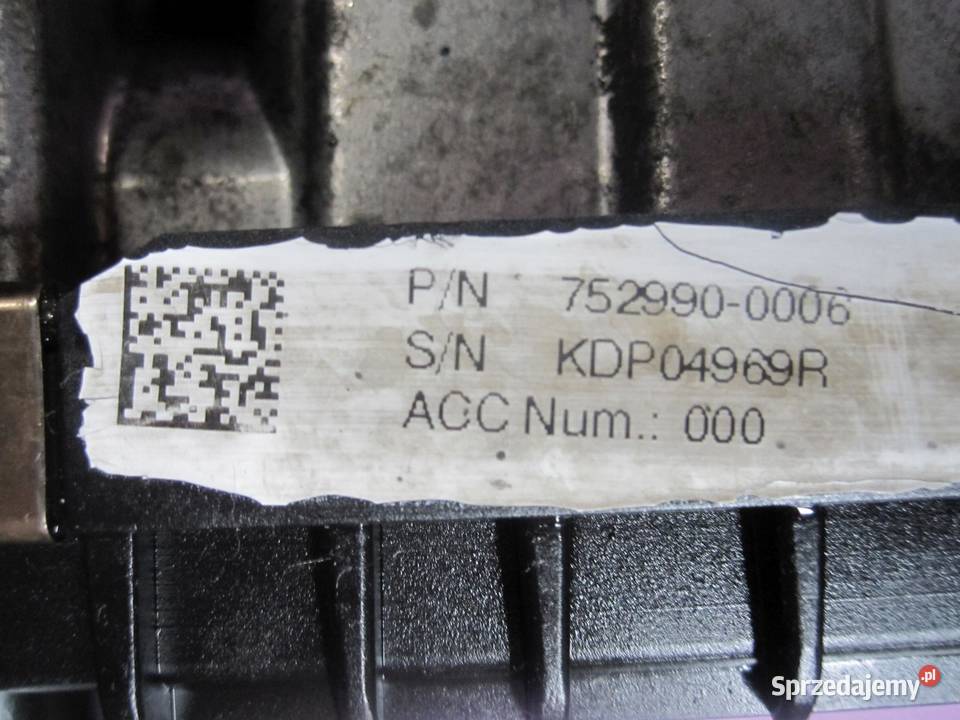 P/N 752990-0006
S/N KDP04969R
ACC Num.: 000
Sprzedajemy.pl